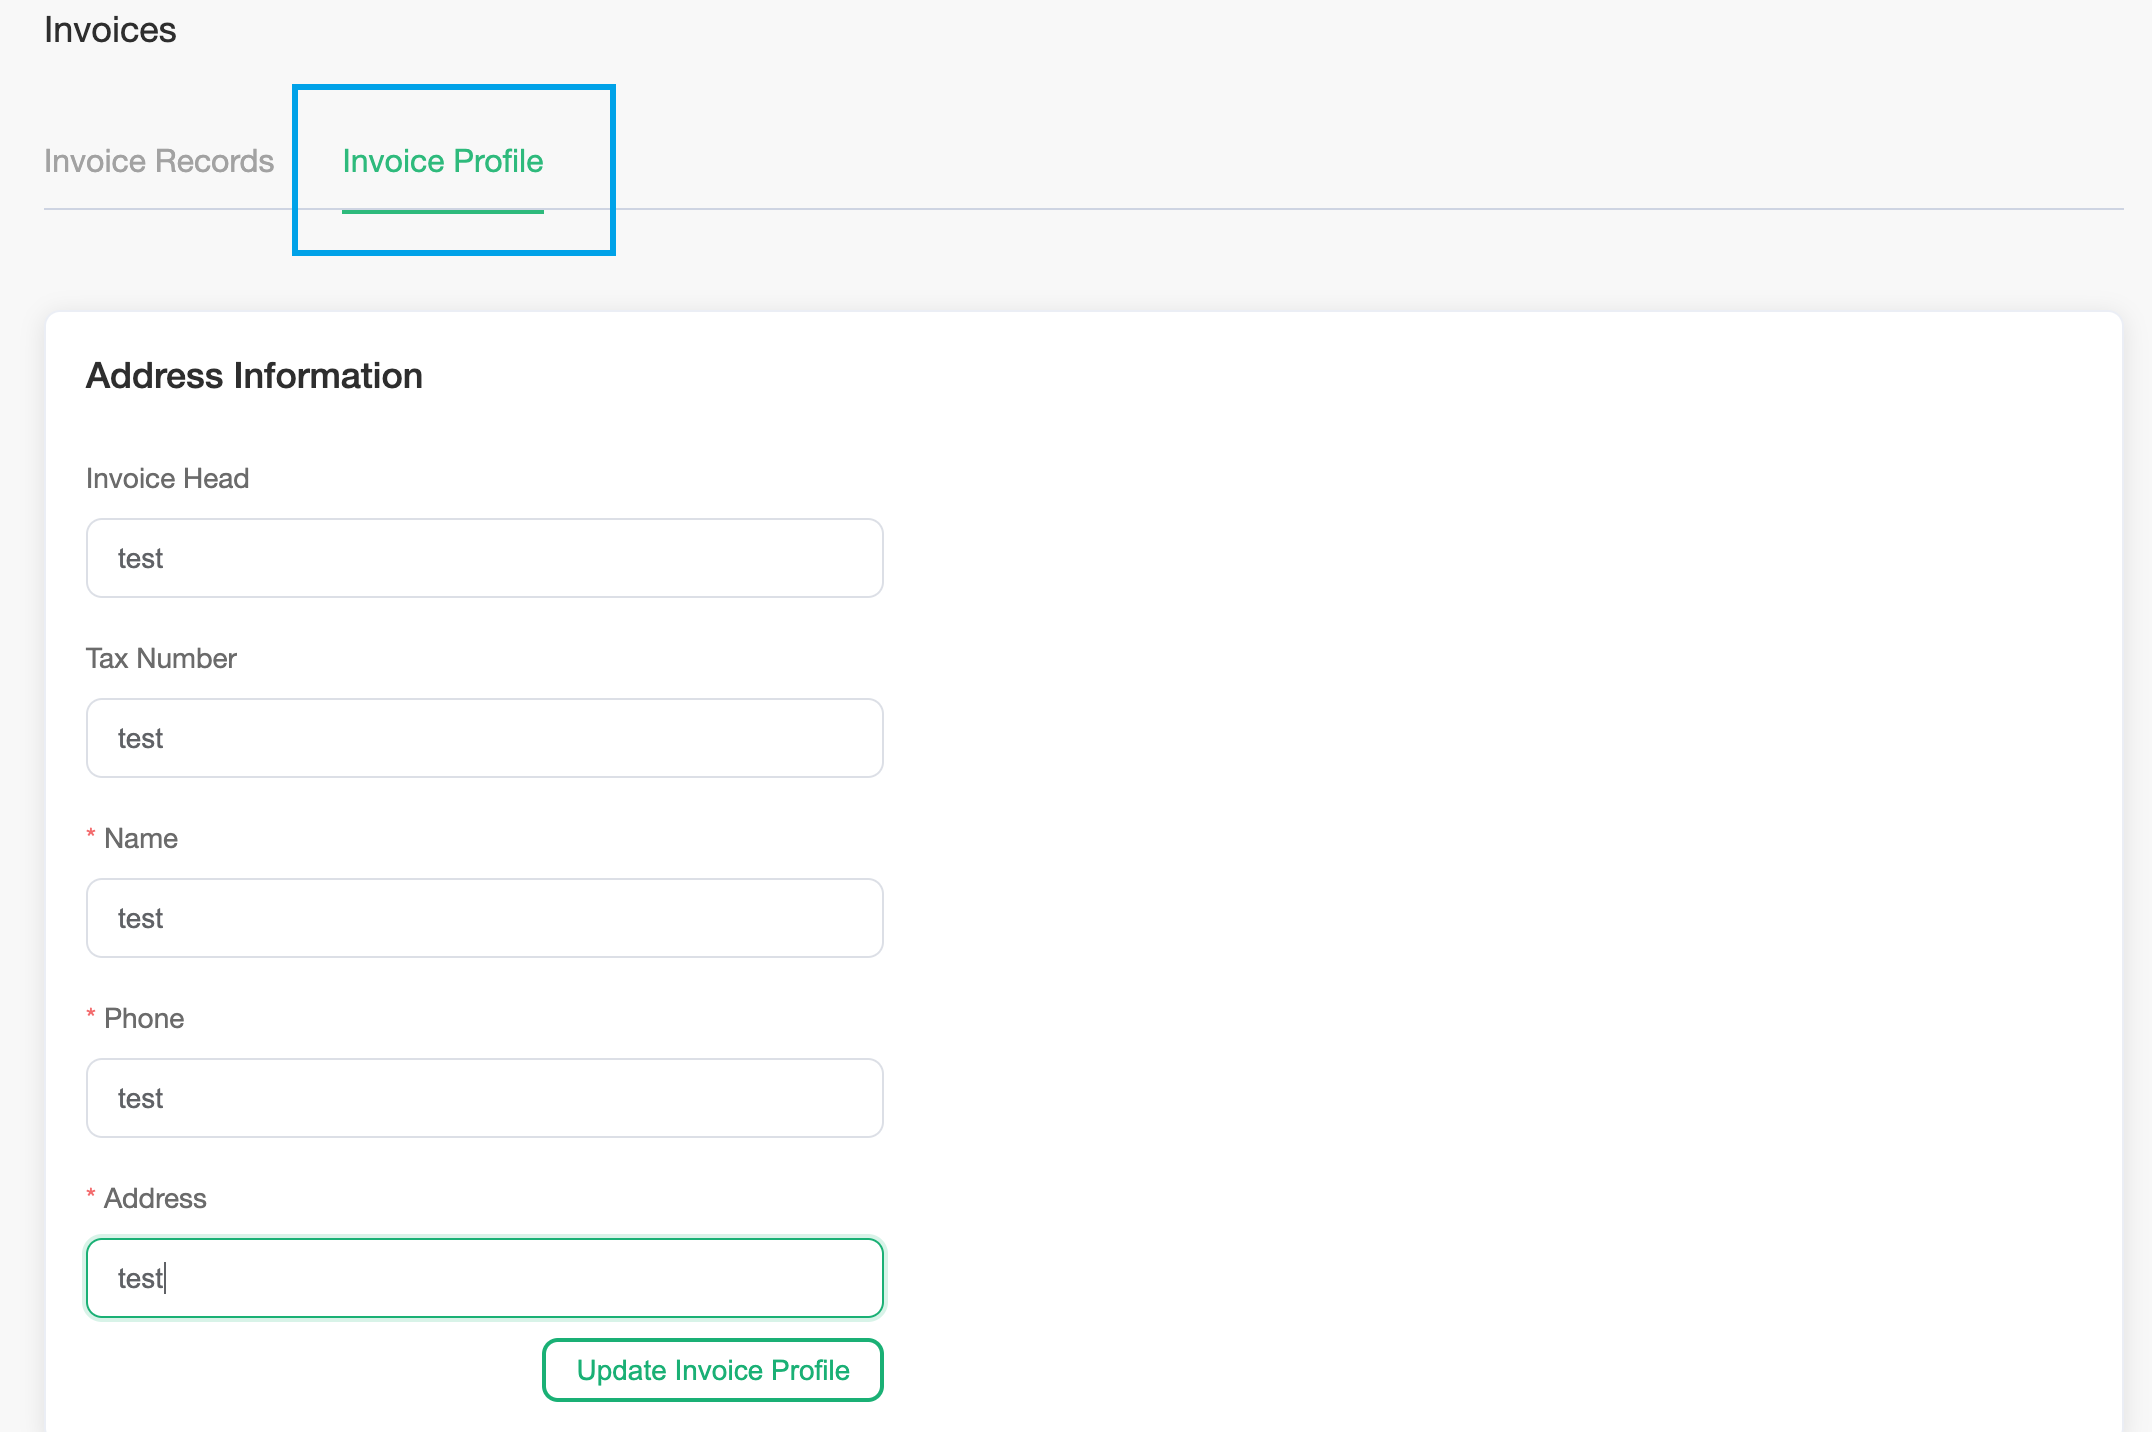 Invoices
Invoice Records Invoice Profile
Address Information
Invoice Head
test
Tax Number
test
* Name
test
* Phone
test
* Address
test
Update Invoice Profile